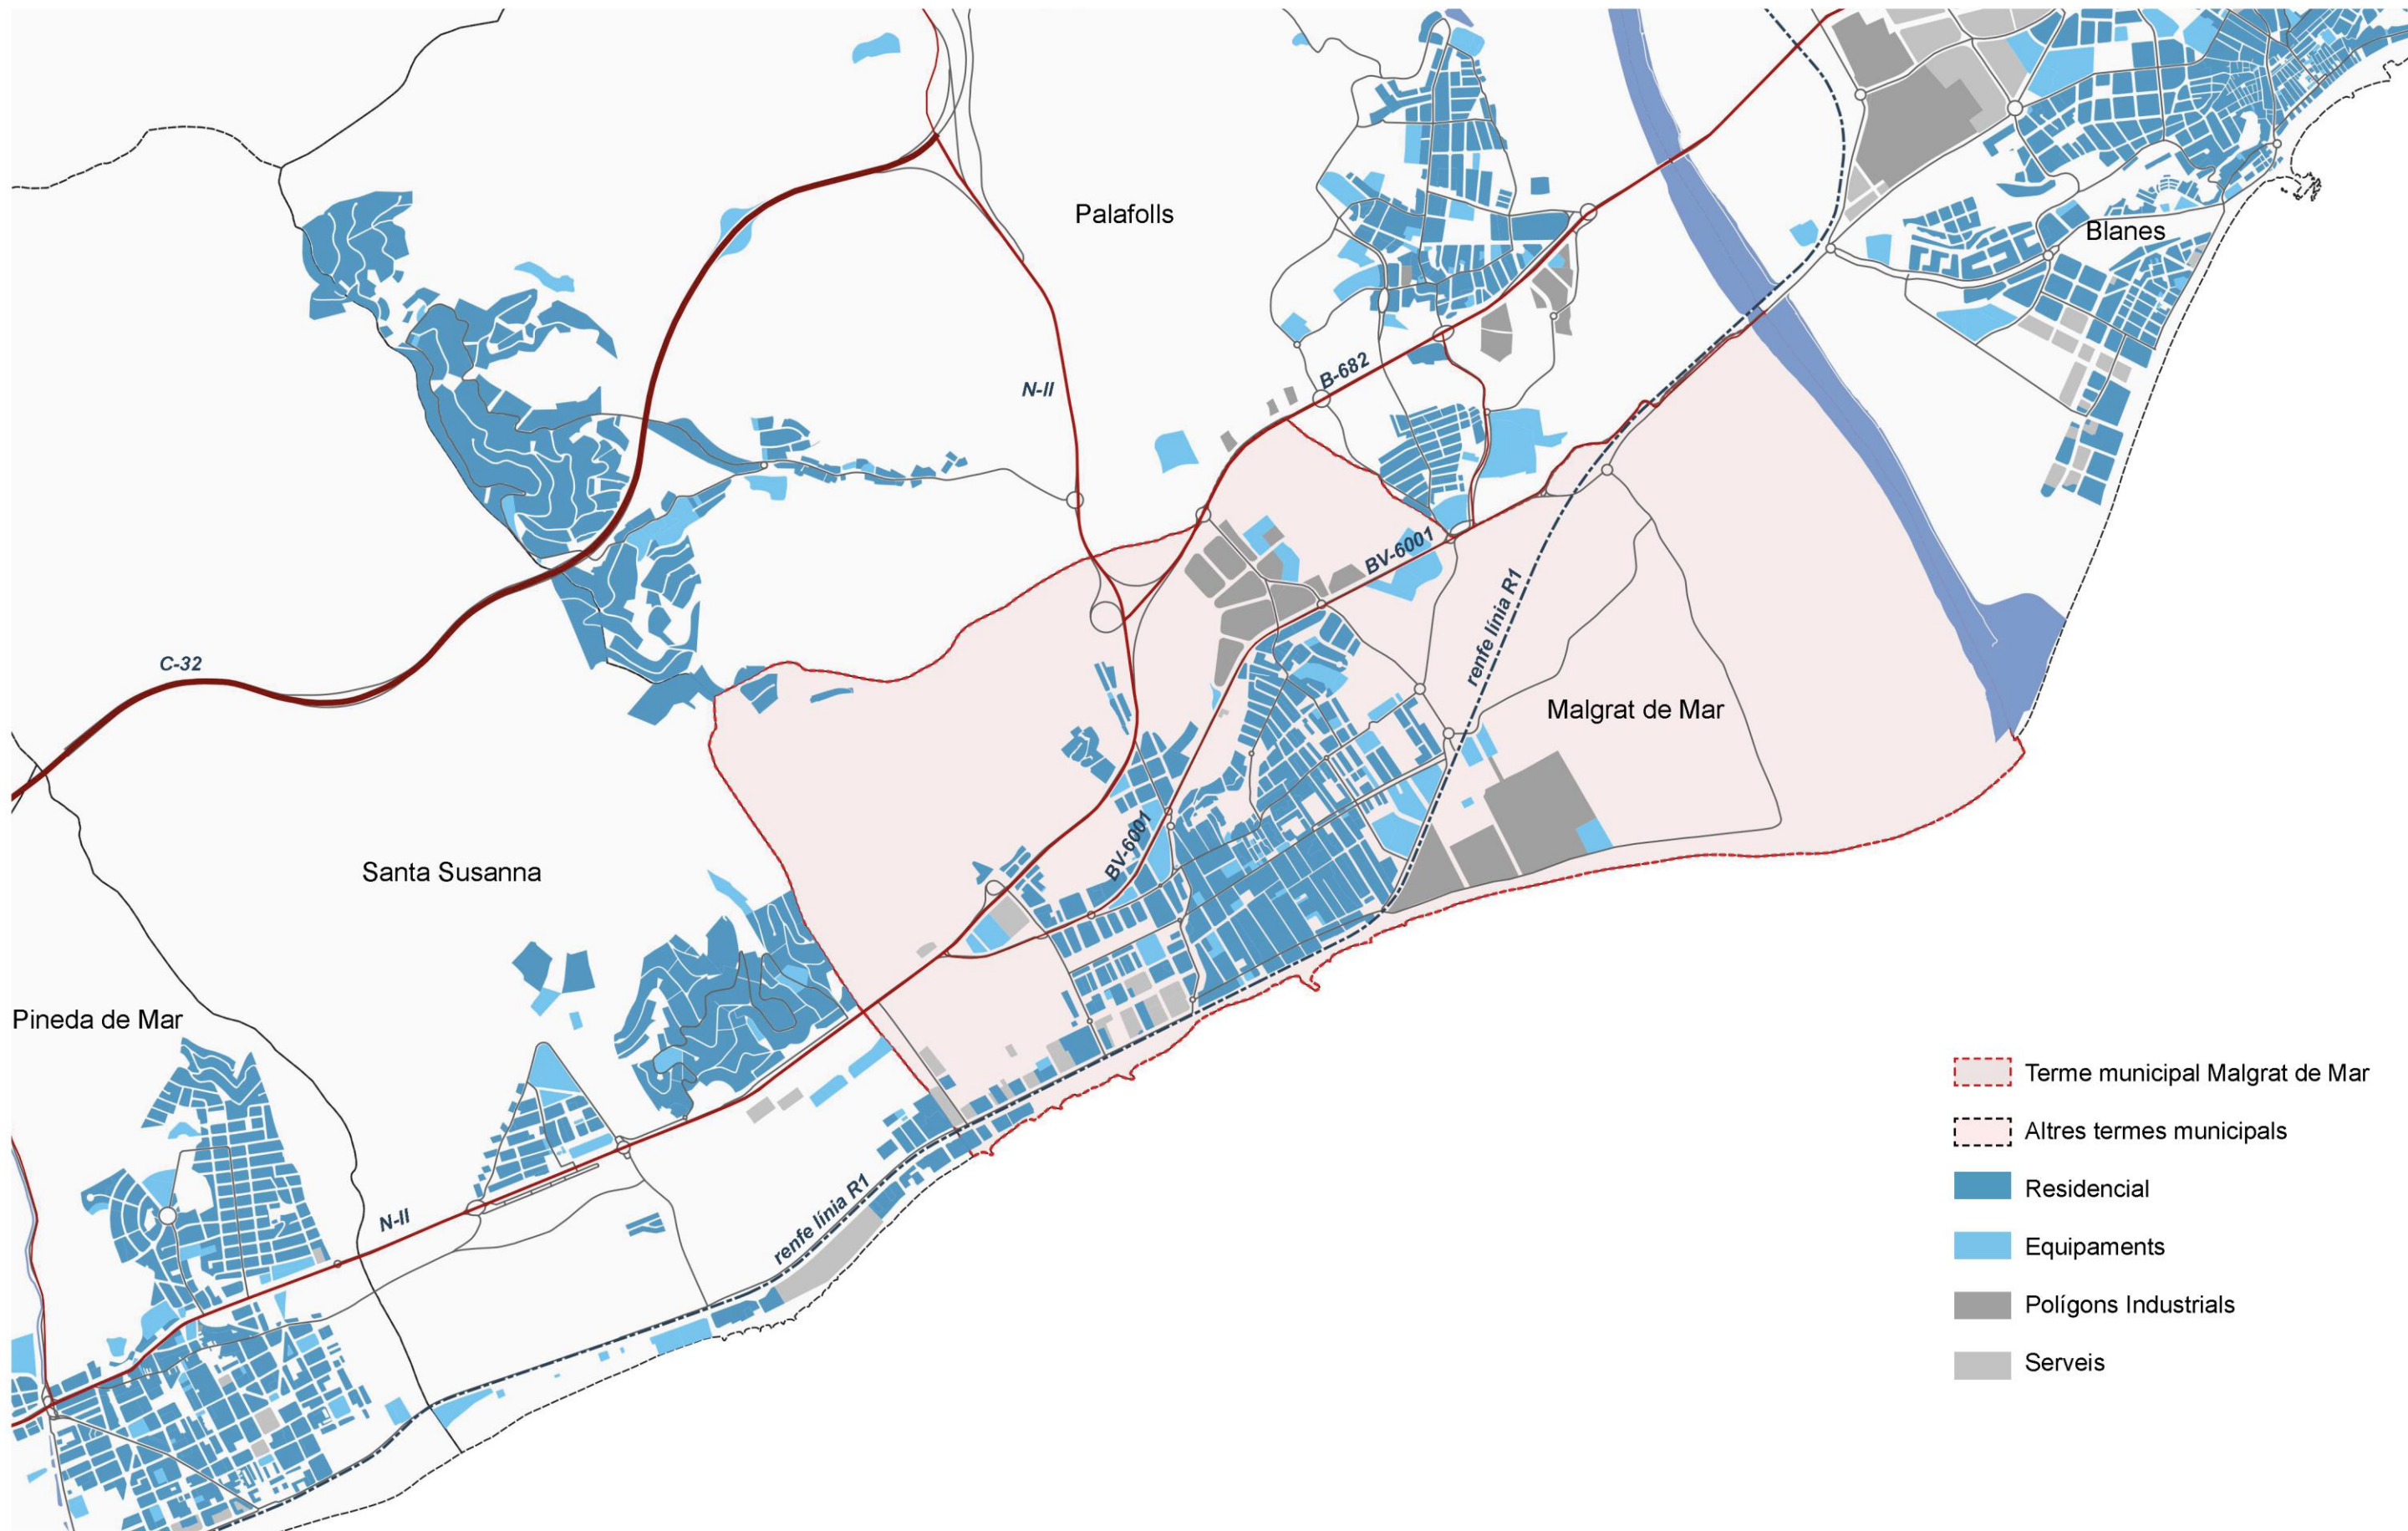 Palafolls
Blanes
B-682
N-II
BV-6001
renfe línia R1
C-32
Malgrat de Mar
BV-6001
Santa Susanna
Pineda de Mar
N-II
renfe línia R1
Terme municipal Malgrat de Mar
Altres termes municipals
Residencial
Equipaments
Polígons Industrials
Serveis